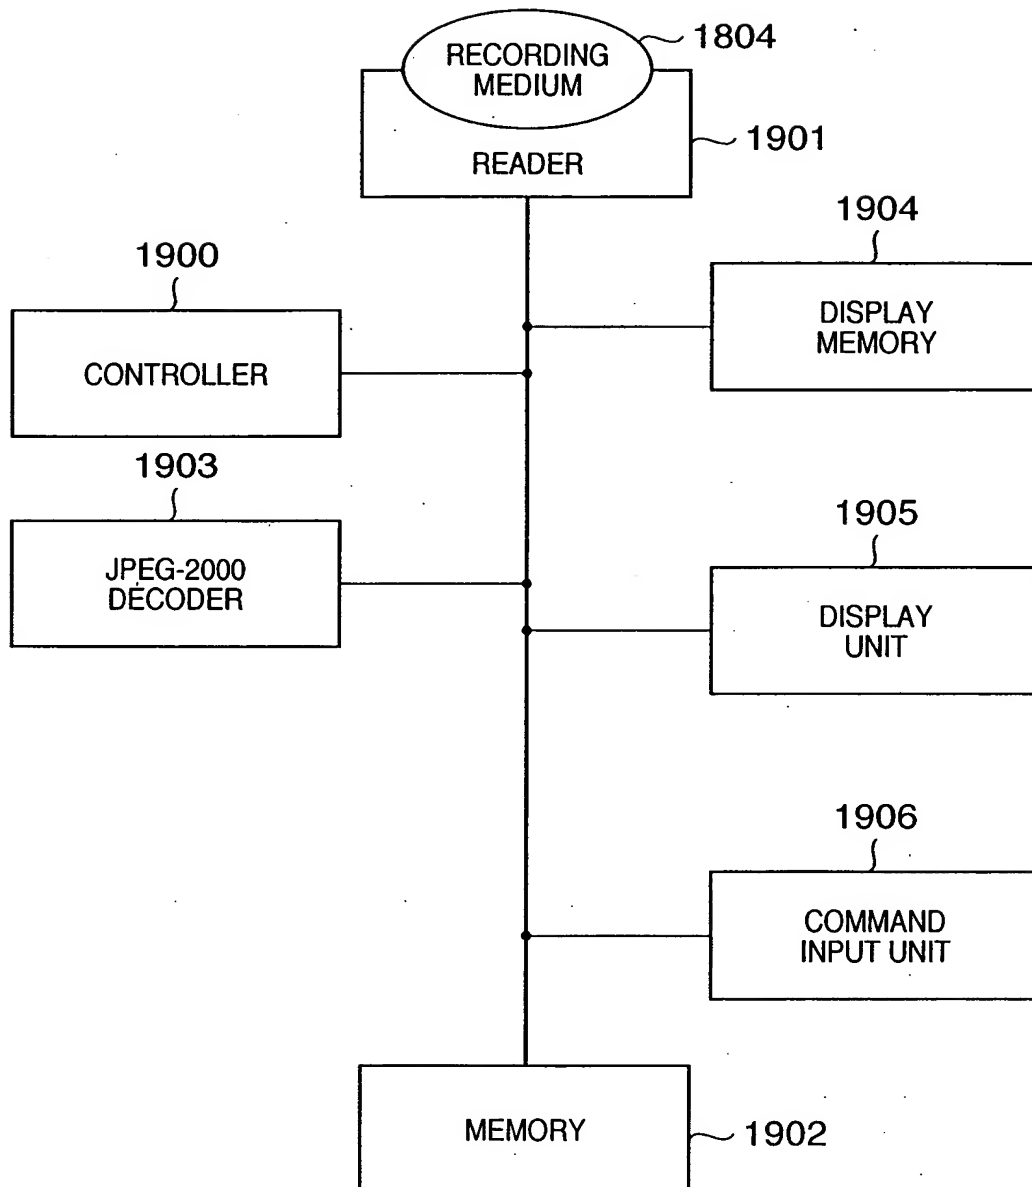 RECORDING
MEDIUM
1804
READER
1901
1904
DISPLAY
MEMORY
1900
CONTROLLER
1903
JPEG-2000
DECODER
1905
DISPLAY
UNIT
1906
COMMAND
INPUT UNIT
MEMORY
1902